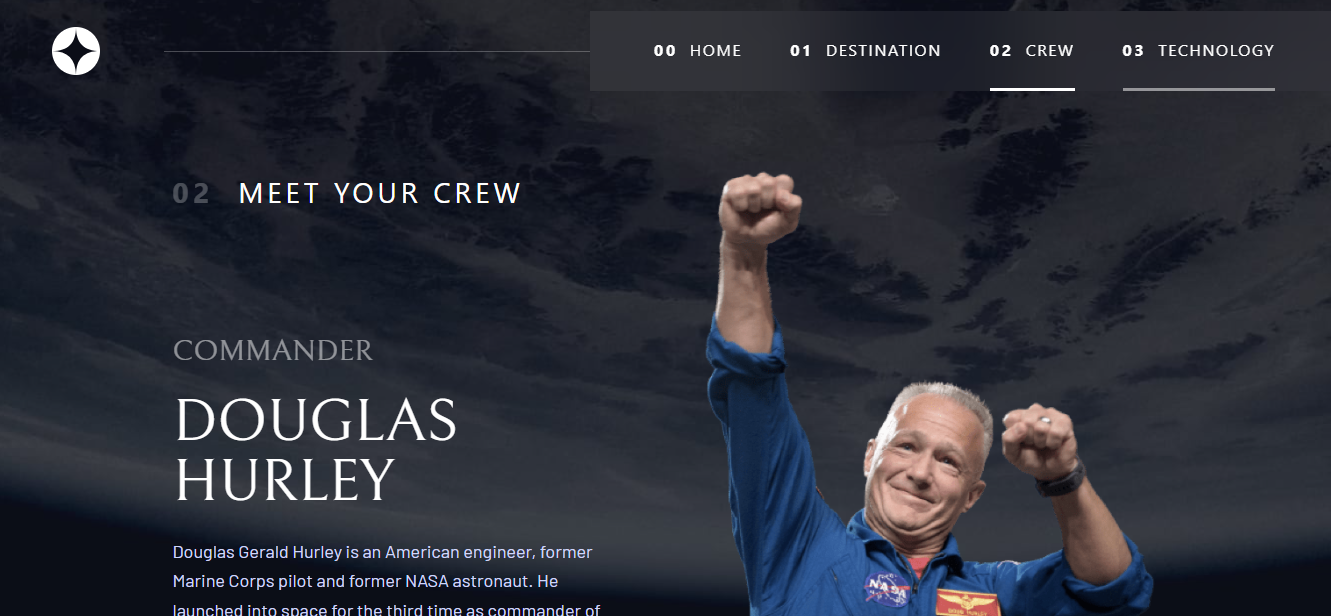 00 HOME 01 DESTINATION 02 CREW 03 TECHNOLOGY
02 MEET YOUR CREW
COMMANDER
DOUGLAS
HURLEY
Douglas Gerald Hurley is an American engineer, former
Marine Corps pilot and former NASA astronaut. He
launched into space for the third time as commander of
NASA